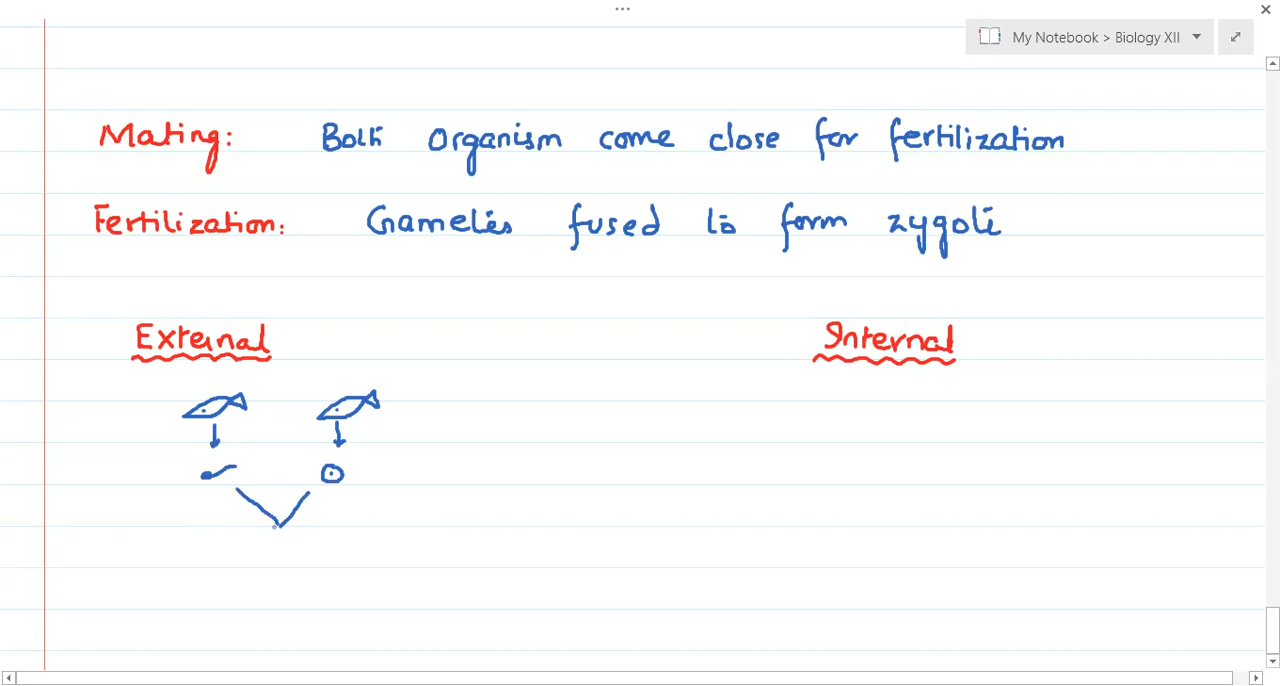 ...
My Notebook > Biology XII
Mating: Both Organism come close for fertilization
Fertilization: Gametes fused to form zygote
External Internal